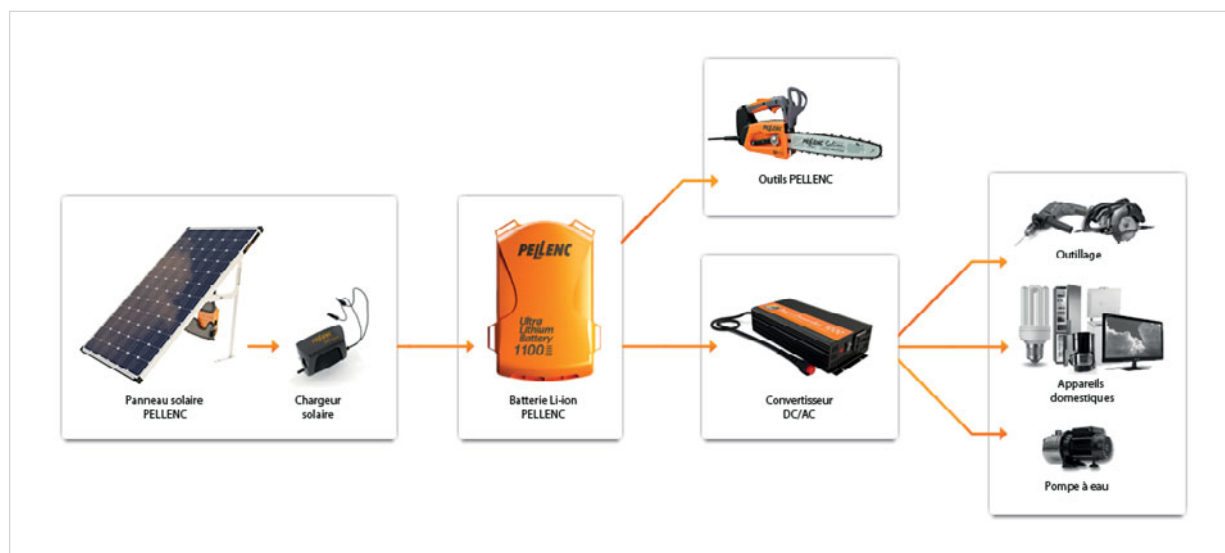 Panneau solaire
PELLENC
Chargeur
solaire
PELLENC
Ultra
Lithium
Battery
1100
Batterie Li-ion
PELLENC
PELLENC
Outils PELLENC
Convertisseur
DC/AC
Outillage
Appareils
domestiques
Pompe à eau